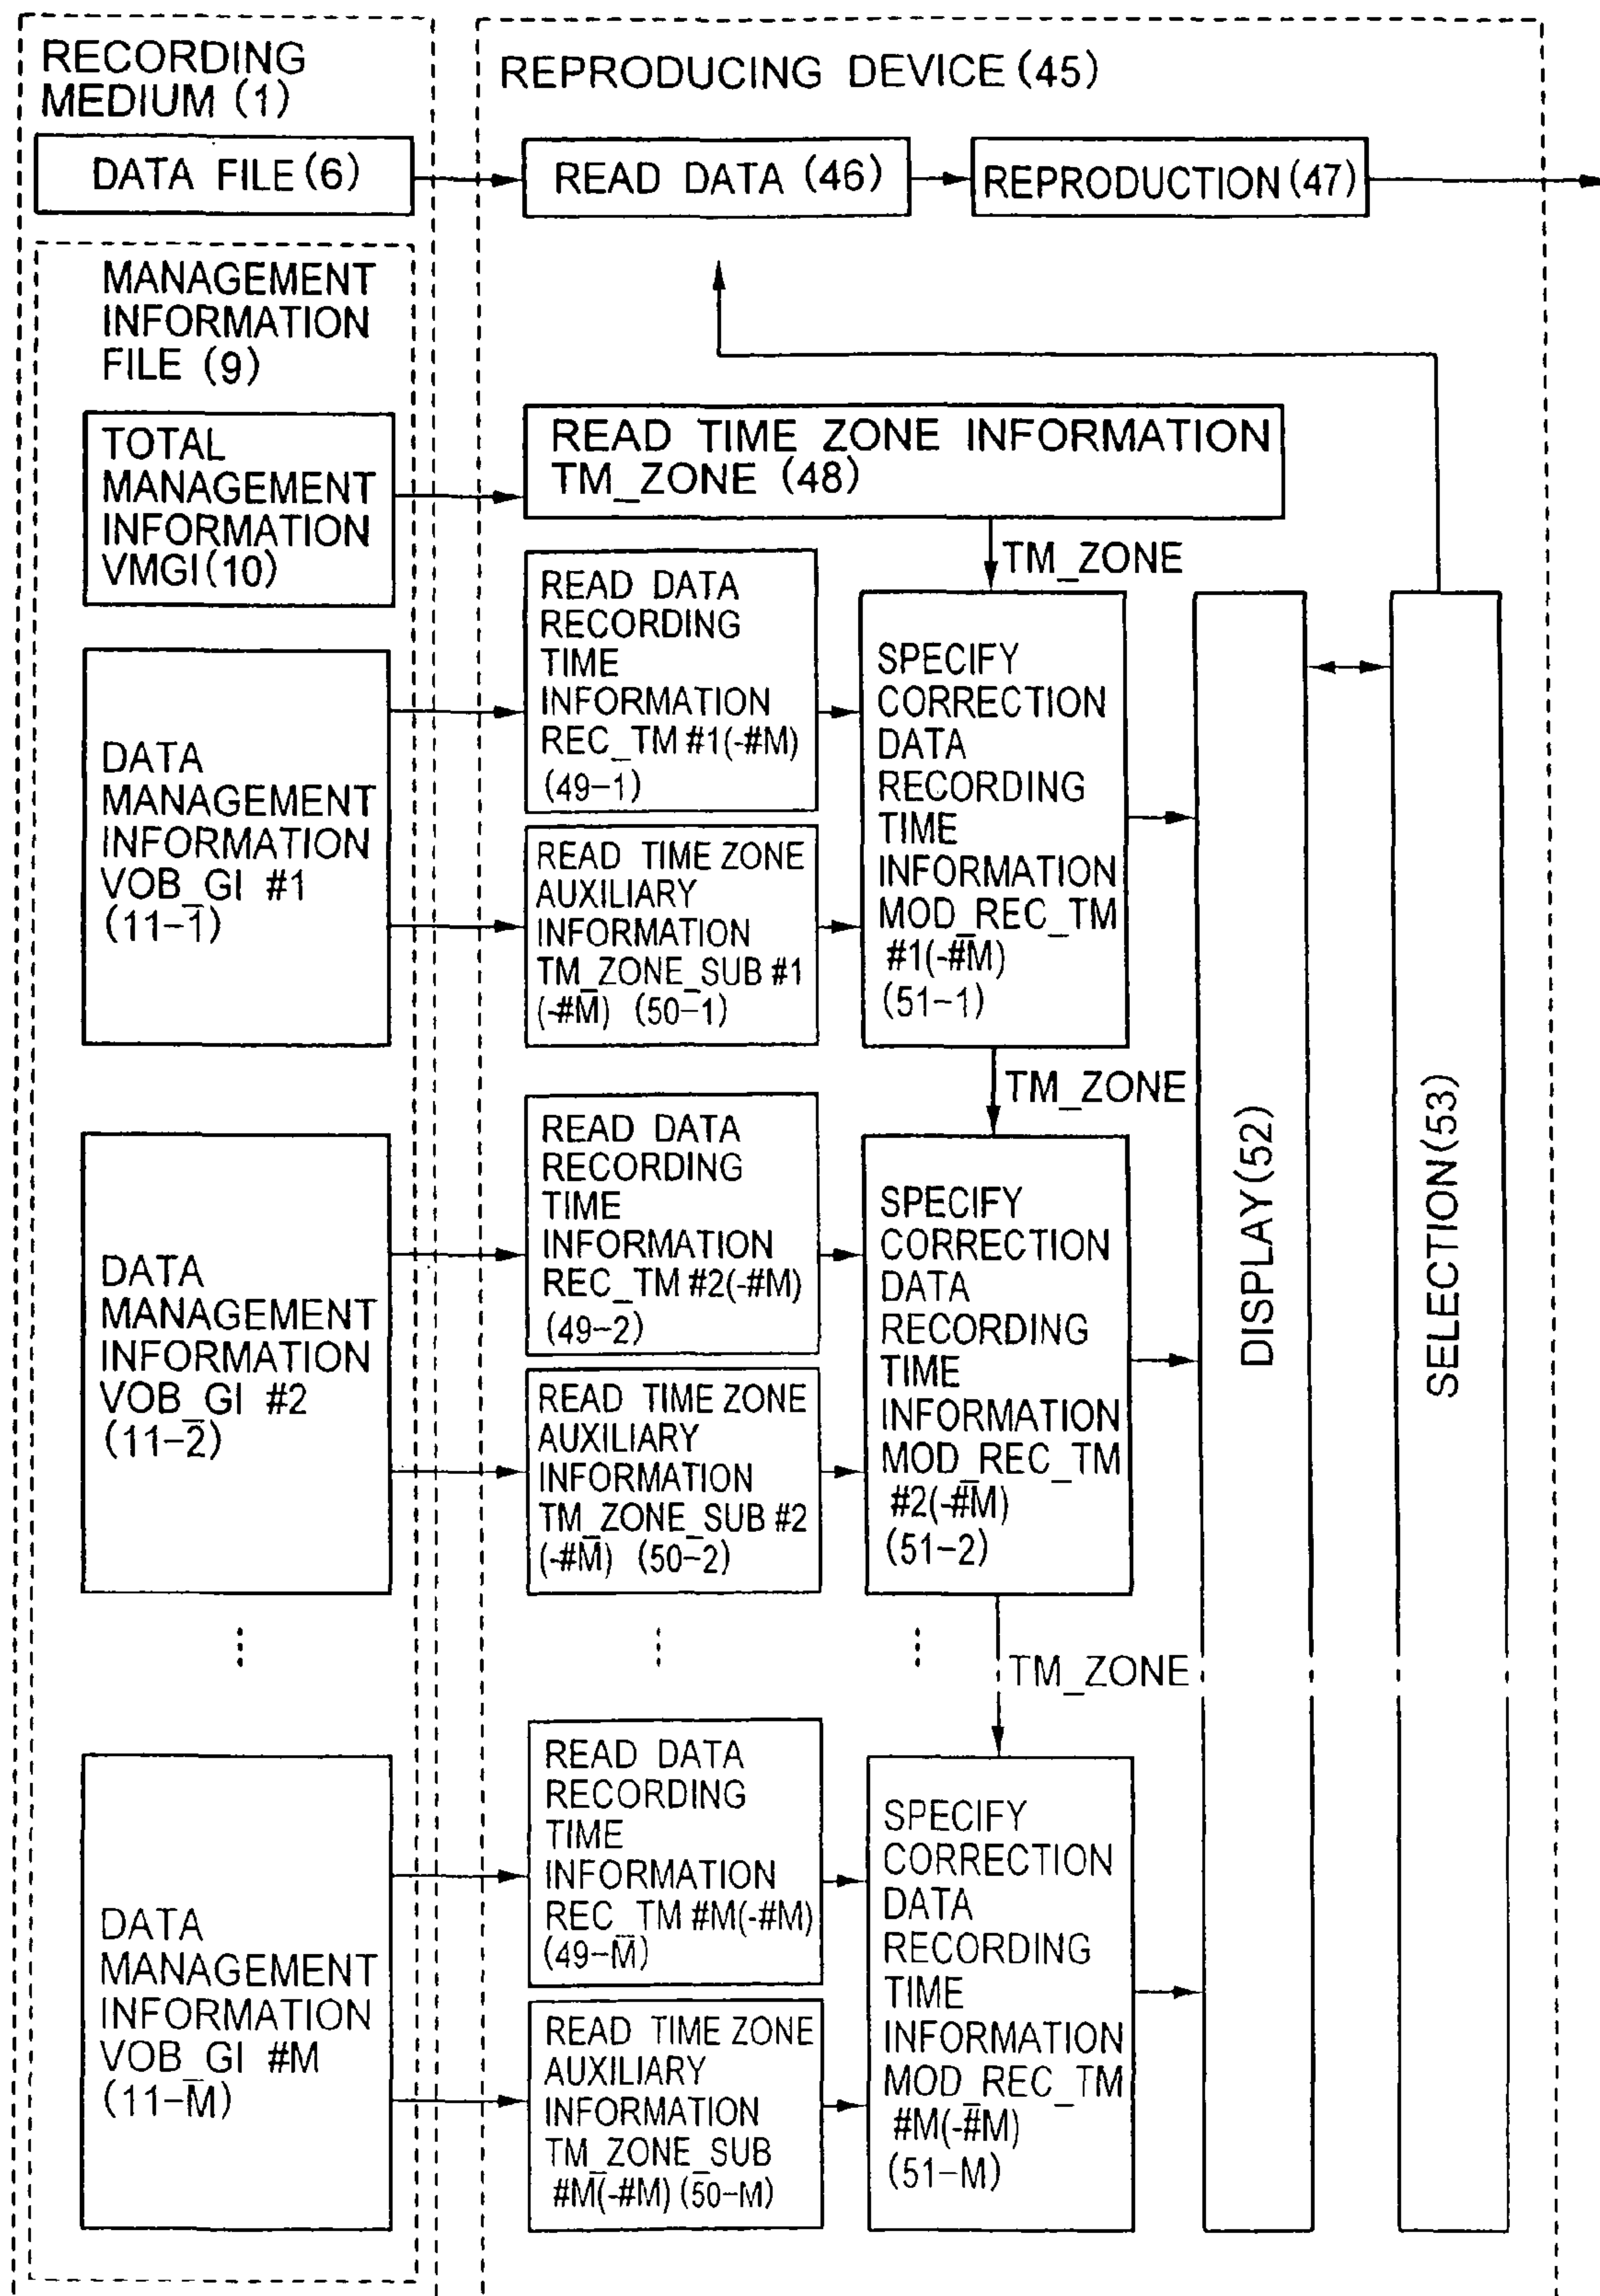 RECORDING
MEDIUM (1)
REPRODUCING DEVICE (45)
DATA FILE (6)
READ DATA (46)
REPRODUCTION (47)
MANAGEMENT
INFORMATION
FILE (9)
TOTAL
MANAGEMENT
INFORMATION
VMGI (10)
READ TIME ZONE INFORMATION
TM_ZONE (48)
TM_ZONE
DATA
MANAGEMENT
INFORMATION
VOB_GI #1
(11-1)
READ DATA
RECORDING
TIME
INFORMATION
REC_TM #1(-#M)
(49-1)
READ TIME ZONE
AUXILIARY
INFORMATION
TM_ZONE_SUB #1
(-#M) (50-1)
SPECIFY
CORRECTION
DATA
RECORDING
TIME
INFORMATION
MOD_REC_TM
#1(-#M)
(51-1)
TM_ZONE
DATA
MANAGEMENT
INFORMATION
VOB_GI #2
(11-2)
READ DATA
RECORDING
TIME
INFORMATION
REC_TM #2(-#M)
(49-2)
READ TIME ZONE
AUXILIARY
INFORMATION
TM_ZONE_SUB #2
(-#M) (50-2)
SPECIFY
CORRECTION
DATA
RECORDING
TIME
INFORMATION
MOD_REC_TM
#2(-#M)
(51-2)
TM_ZONE
DATA
MANAGEMENT
INFORMATION
VOB_GI #M
(11-M)
READ DATA
RECORDING
TIME
INFORMATION
REC_TM #M(-#M)
(49-M)
READ TIME ZONE
AUXILIARY
INFORMATION
TM_ZONE_SUB
#M(-#M) (50-M)
SPECIFY
CORRECTION
DATA
RECORDING
TIME
INFORMATION
MOD_REC_TM
#M(-#M)
(51-M)
DISPLAY (52)
SELECTION (53)